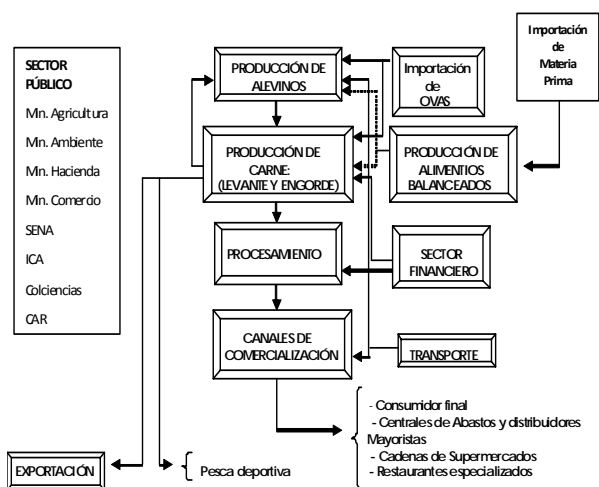 SECTOR
PÚBLICO
Mn. Agricultura
Mn. Ambiente
Mn. Hacienda
Mn. Comercio
SENA
ICA
Colciencias
CAR
PRODUCCIÓN DE
ALEVINOS
Importación
de
OVAS
Importación
de
Materia
Prima
PRODUCCIÓN DE
CARNE:
(LEVANTE Y ENGORDE)
PRODUCCIÓN DE
ALIMENTIOS
BALANCEADOS
PROCESAMIENTO
SECTOR
FINANCIERO
CANALES DE
COMERCIALIZACIÓN
TRANSPORTE
- Consumidor final
- Centrales de Abastos y distribuidores
Mayoristas
- Cadenas de Supermercados
- Restaurantes especializados
EXPORTACIÓN
Pesca deportiva